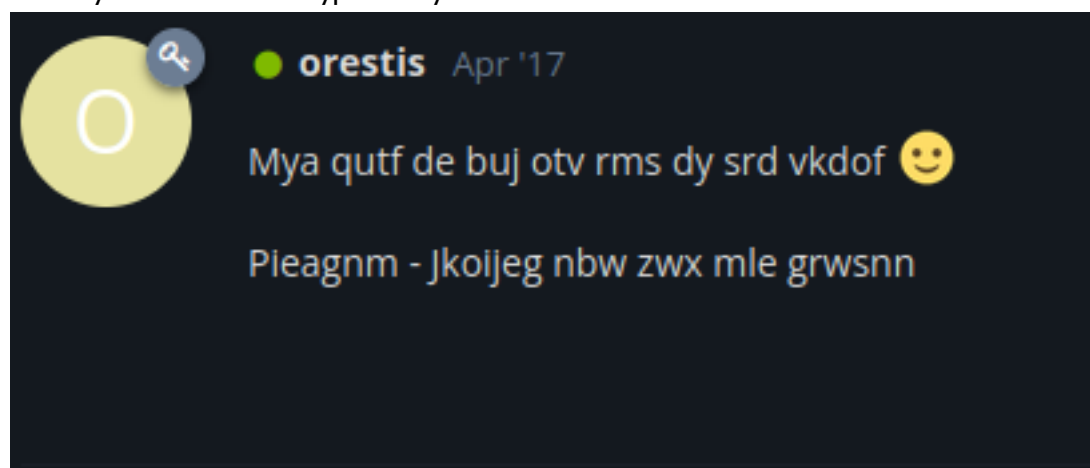 O
orestis Apr '17
Mya qutf de buj otv rms dy srd vkdof 🙂
Pieagnm - Jkoijeg nbw zwx mle grwsnn